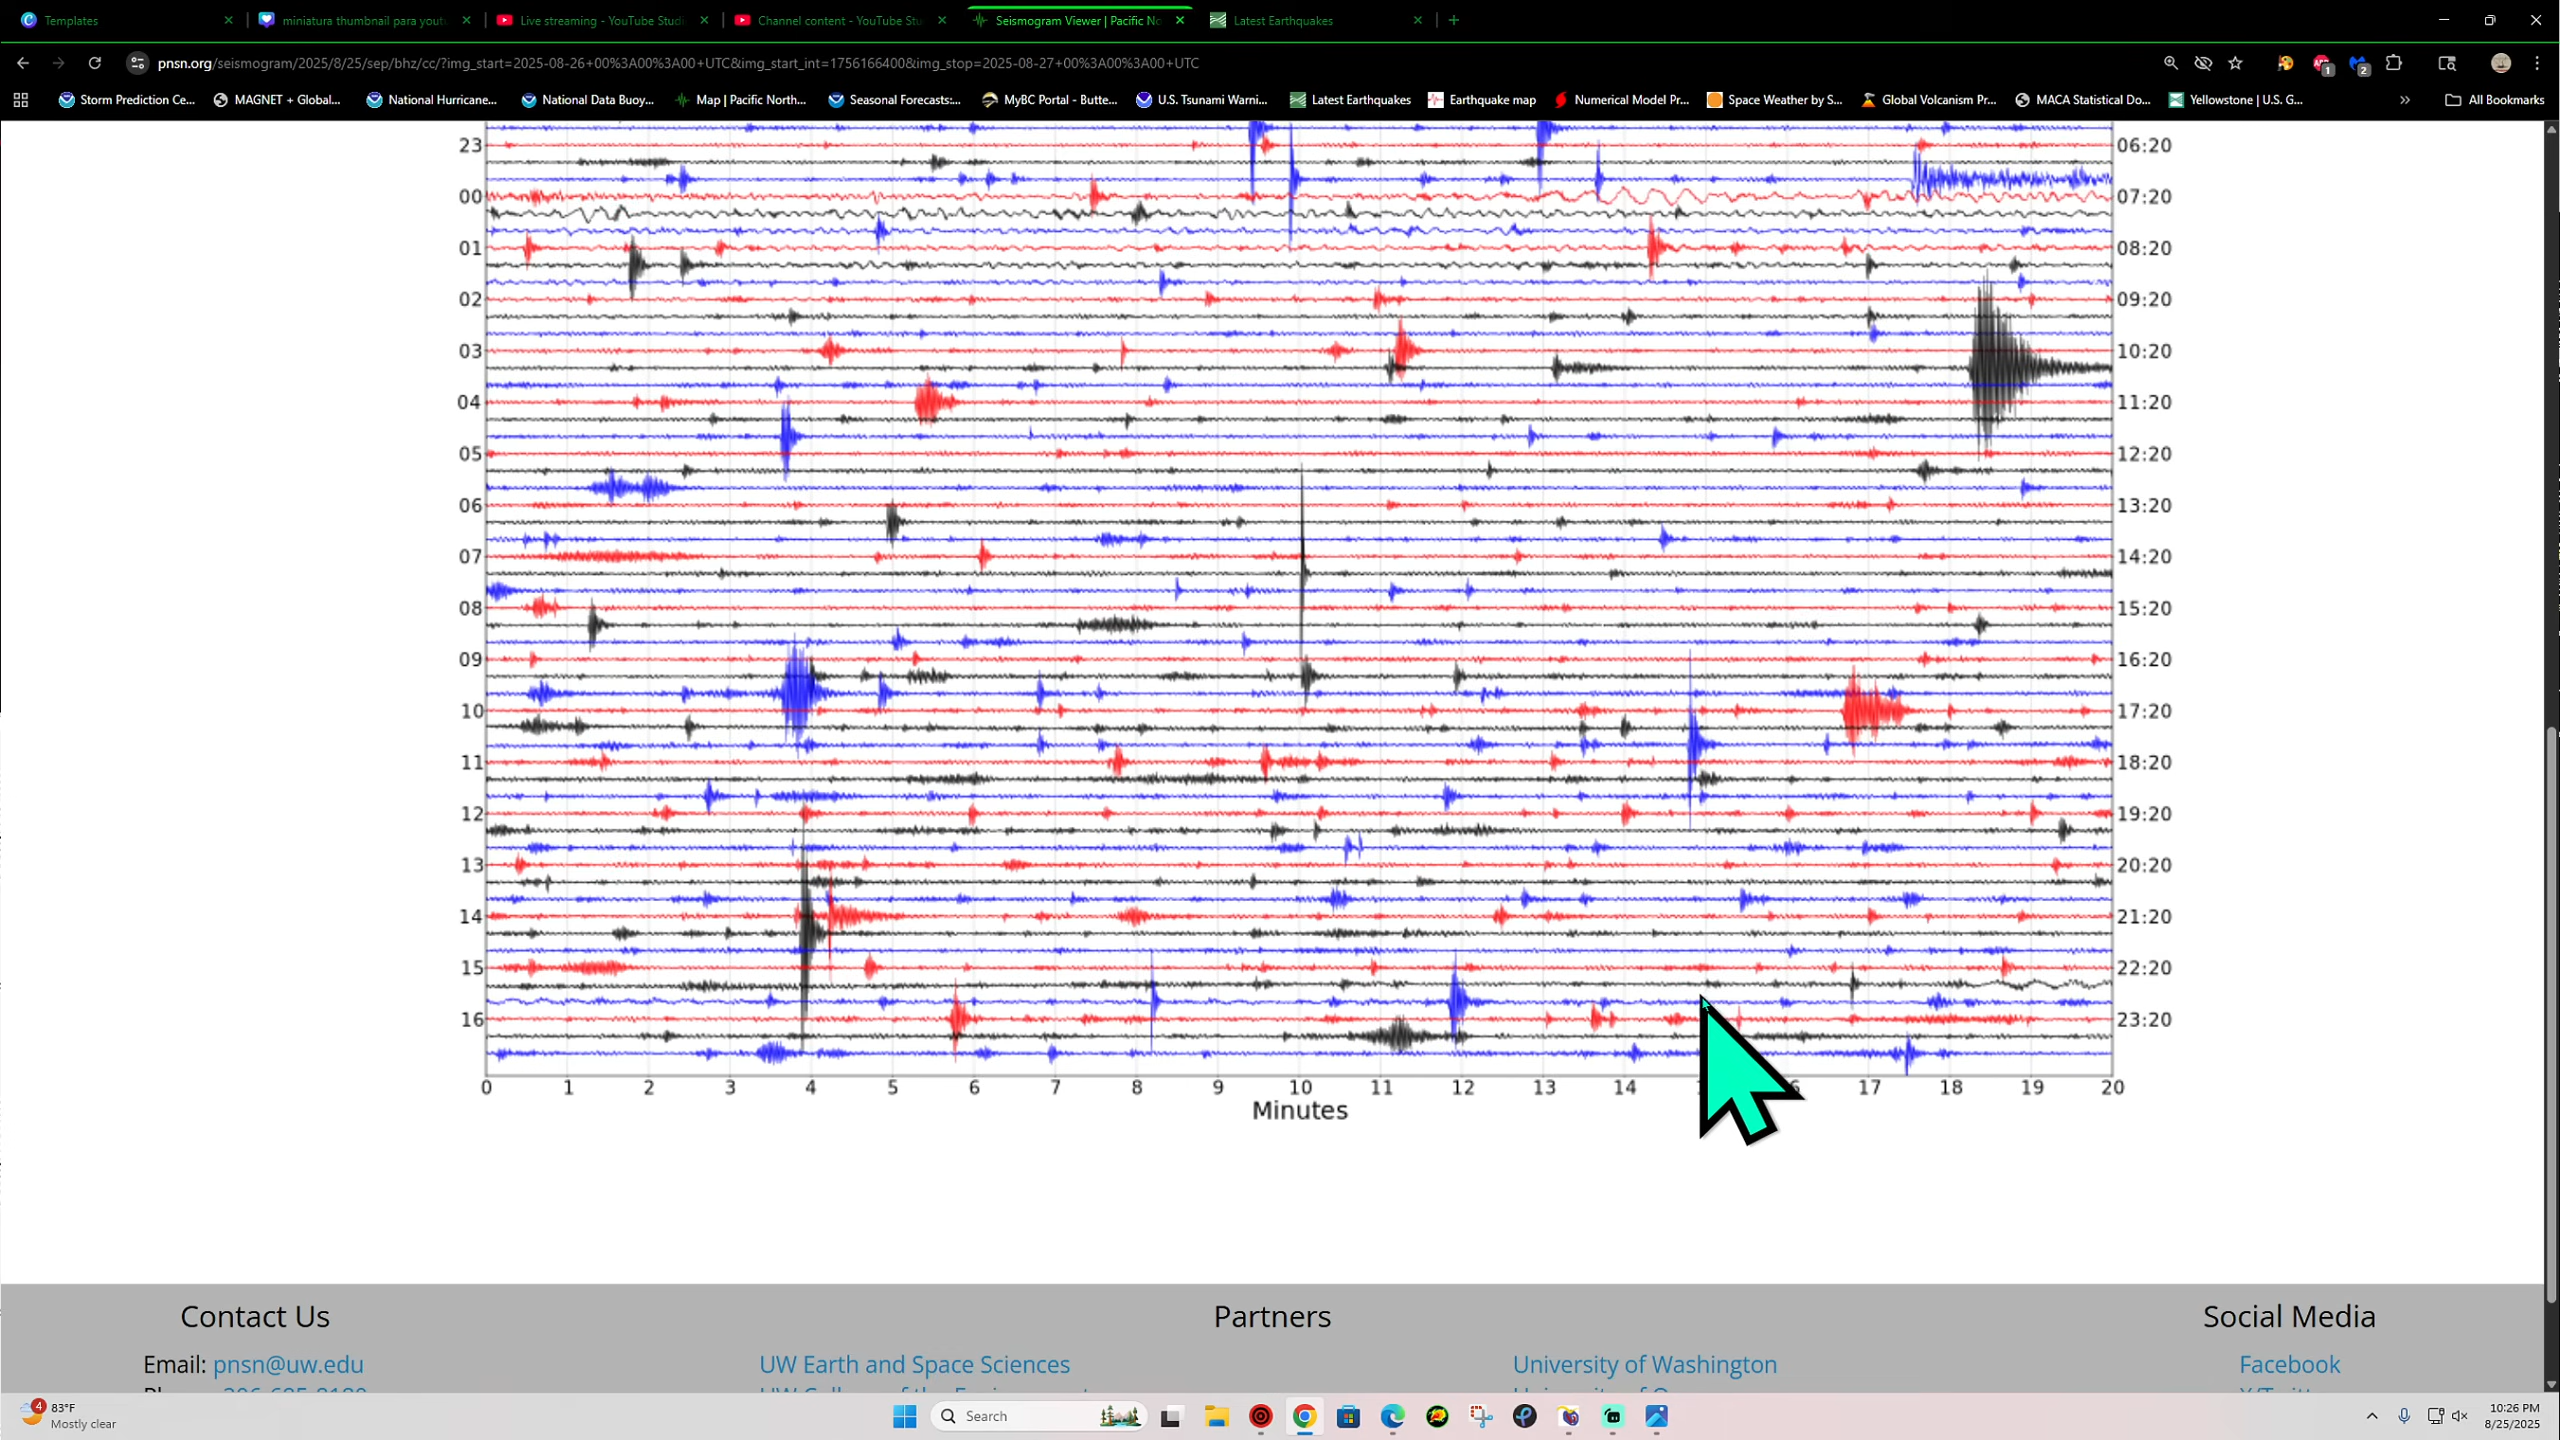 Templates
miniatura thumbnail para youtu
Live streaming - YouTube Studi
Channel content - YouTube Stu
Seismogram Viewer | Pacific No
Latest Earthquakes
pnsn.org/seismogram/2025/8/25/sep/bhz/cc/?img_start=2025-08-26+00%3A00%3A00+UTC&img_start_int=1756166400&img_stop=2025-08-27+00%3A00%3A00+UTC
1
2
Storm Prediction Ce...
MAGNET + Global...
National Hurricane...
National Data Buoy...
Map | Pacific North...
Seasonal Forecasts:...
MyBC Portal - Butte...
U.S. Tsunami Warni...
Latest Earthquakes
Earthquake map
Numerical Model Pr...
Space Weather by S...
Global Volcanism Pr...
MACA Statistical Do...
Yellowstone | U.S. G...
All Bookmarks
23 06:20
00 07:20
01 08:20
02 09:20
03 10:20
04 11:20
05 12:20
06 13:20
07 14:20
08 15:20
09 16:20
10 17:20
11 18:20
12 19:20
13 20:20
14 21:20
15 22:20
16 23:20
0 1 2 3 4 5 6 7 8 9 10 11 12 13 14 17 18 19 20
Minutes
Contact Us
Partners
Social Media
Email: pnsn@uw.edu
UW Earth and Space Sciences
University of Washington
Facebook
4
83°F
Mostly clear
Search
10:26 PM
8/25/2025